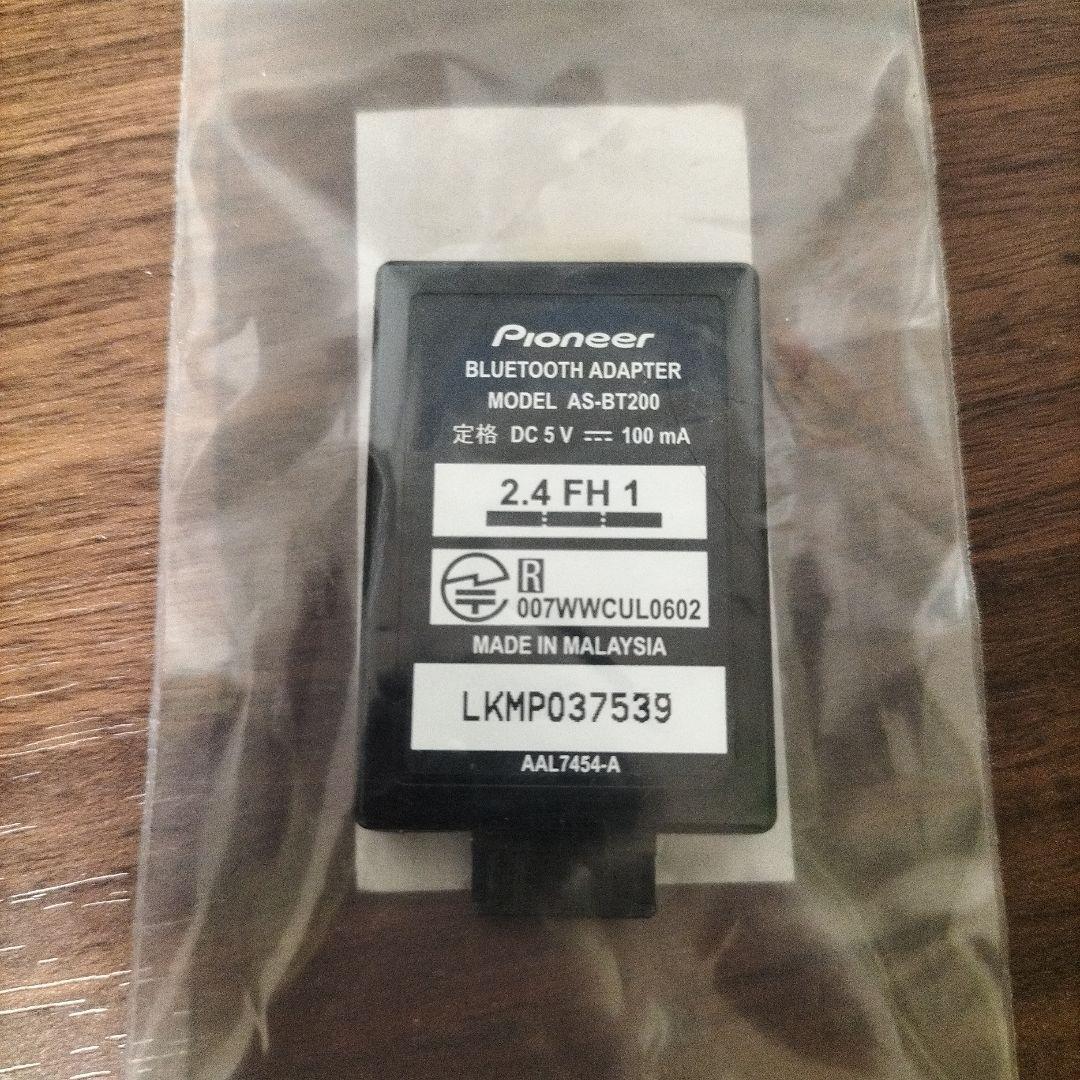 Pioneer
BLUETOOTH ADAPTER
MODEL AS-BT200
定格 DC 5 V ⎓ 100 mA
2.4 FH 1
R
007WWCUL0602
MADE IN MALAYSIA
LKMP037539
AAL7454-A